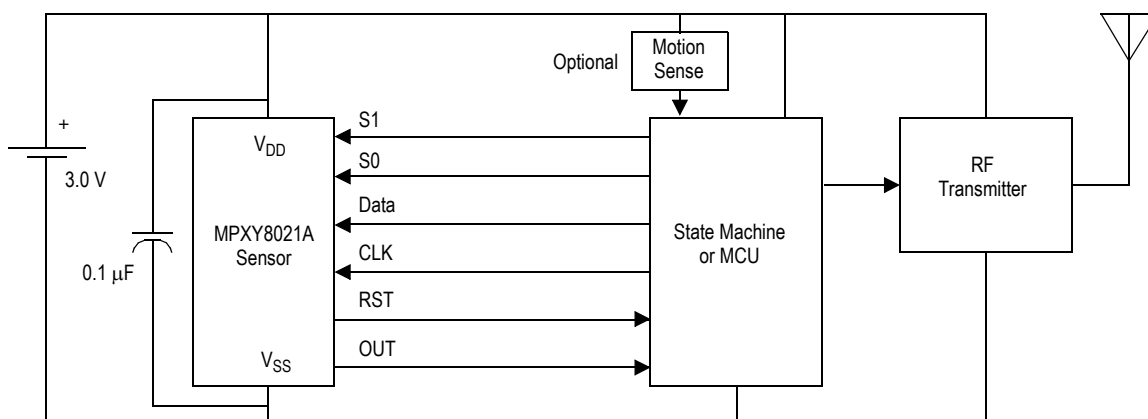 Optional
Motion
Sense
+
3.0 V
0.1 μF
V_DD
MPXY8021A
Sensor
V_SS
S1
S0
Data
CLK
RST
OUT
State Machine
or MCU
RF
Transmitter